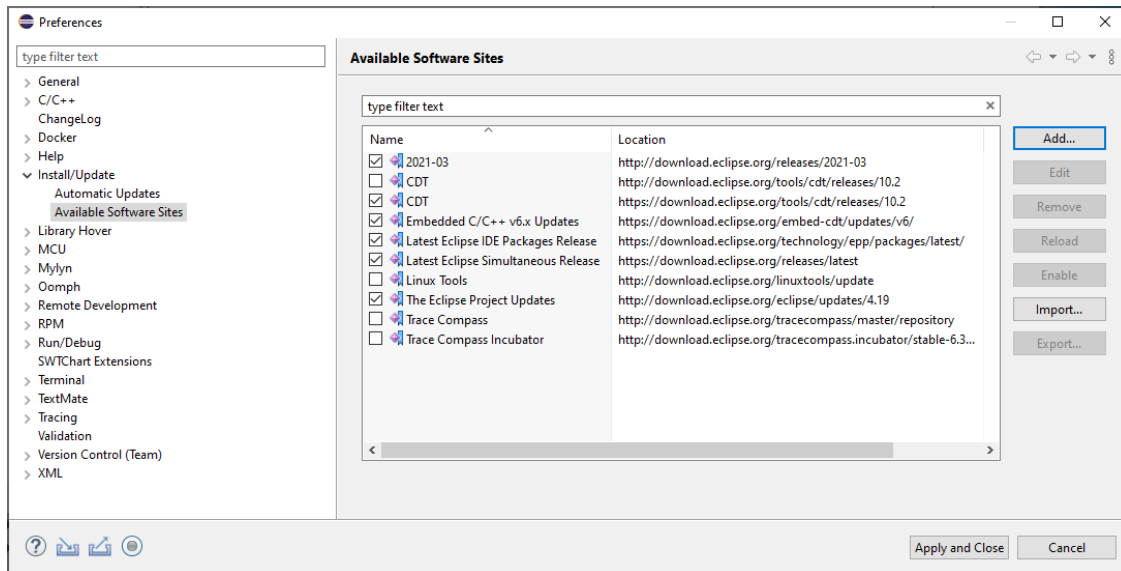 Preferences
type filter text
General
C/C++
ChangeLog
Docker
Help
Install/Update
Automatic Updates
Available Software Sites
Library Hover
MCU
Mylyn
Oomph
Remote Development
RPM
Run/Debug
SWTChart Extensions
Terminal
TextMate
Tracing
Validation
Version Control (Team)
XML
Available Software Sites
type filter text
Name Location
2021-03 http://download.eclipse.org/releases/2021-03
CDT http://download.eclipse.org/tools/cdt/releases/10.2
CDT https://download.eclipse.org/tools/cdt/releases/10.2
Embedded C/C++ v6.x Updates https://download.eclipse.org/embed-cdt/updates/v6/
Latest Eclipse IDE Packages Release https://download.eclipse.org/technology/epp/packages/latest/
Latest Eclipse Simultaneous Release https://download.eclipse.org/releases/latest
Linux Tools http://download.eclipse.org/linuxtools/update
The Eclipse Project Updates http://download.eclipse.org/eclipse/updates/4.19
Trace Compass http://download.eclipse.org/tracecompass/master/repository
Trace Compass Incubator http://download.eclipse.org/tracecompass.incubator/stable-6.3...
Add...
Edit
Remove
Reload
Enable
Import...
Export...
Apply and Close Cancel